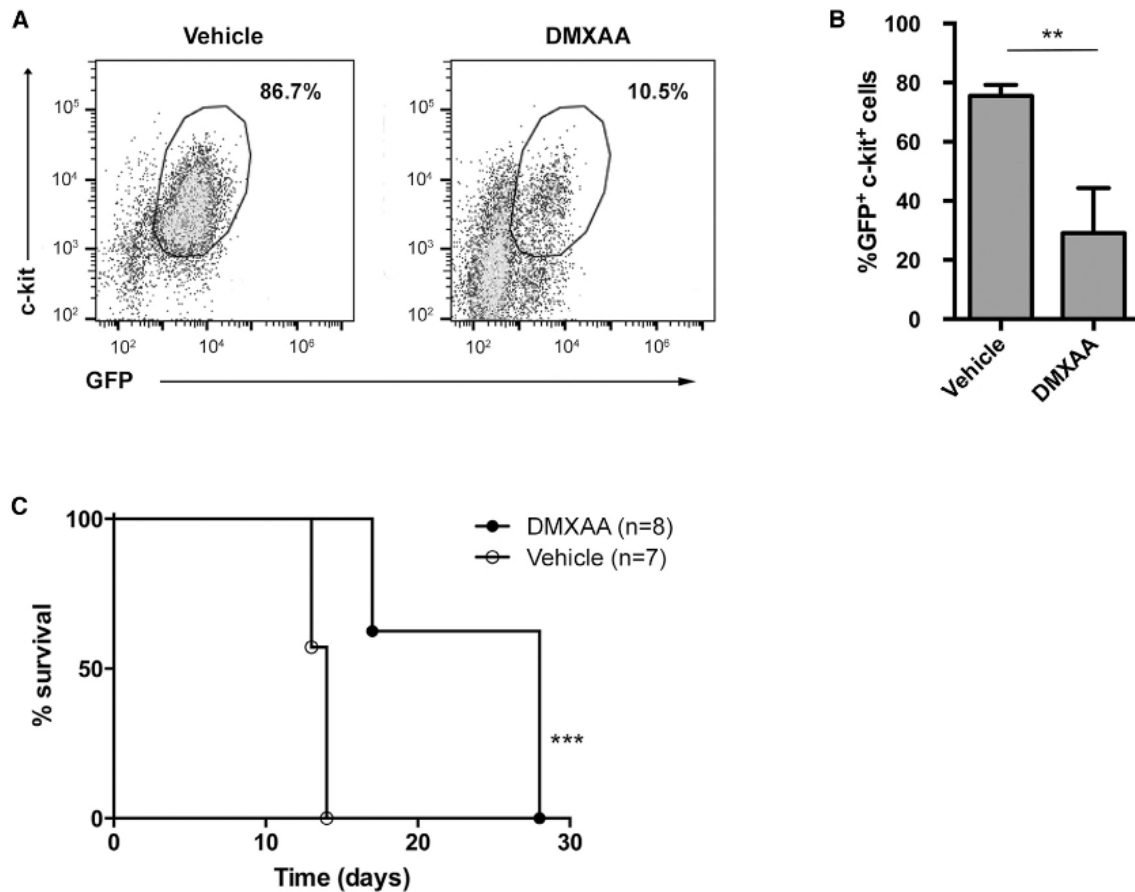 A
Vehicle
DMXAA
86.7%
10.5%
10⁵
10⁴
10³
10²
10² 10⁴ 10⁶
10⁵
10⁴
10³
10²
10² 10⁴ 10⁶
c-kit
GFP
B
%GFP⁺ c-kit⁺ cells
100
80
60
40
20
0
**
Vehicle
DMXAA
C
% survival
100
50
0
0 10 20 30
Time (days)
DMXAA (n=8)
Vehicle (n=7)
***